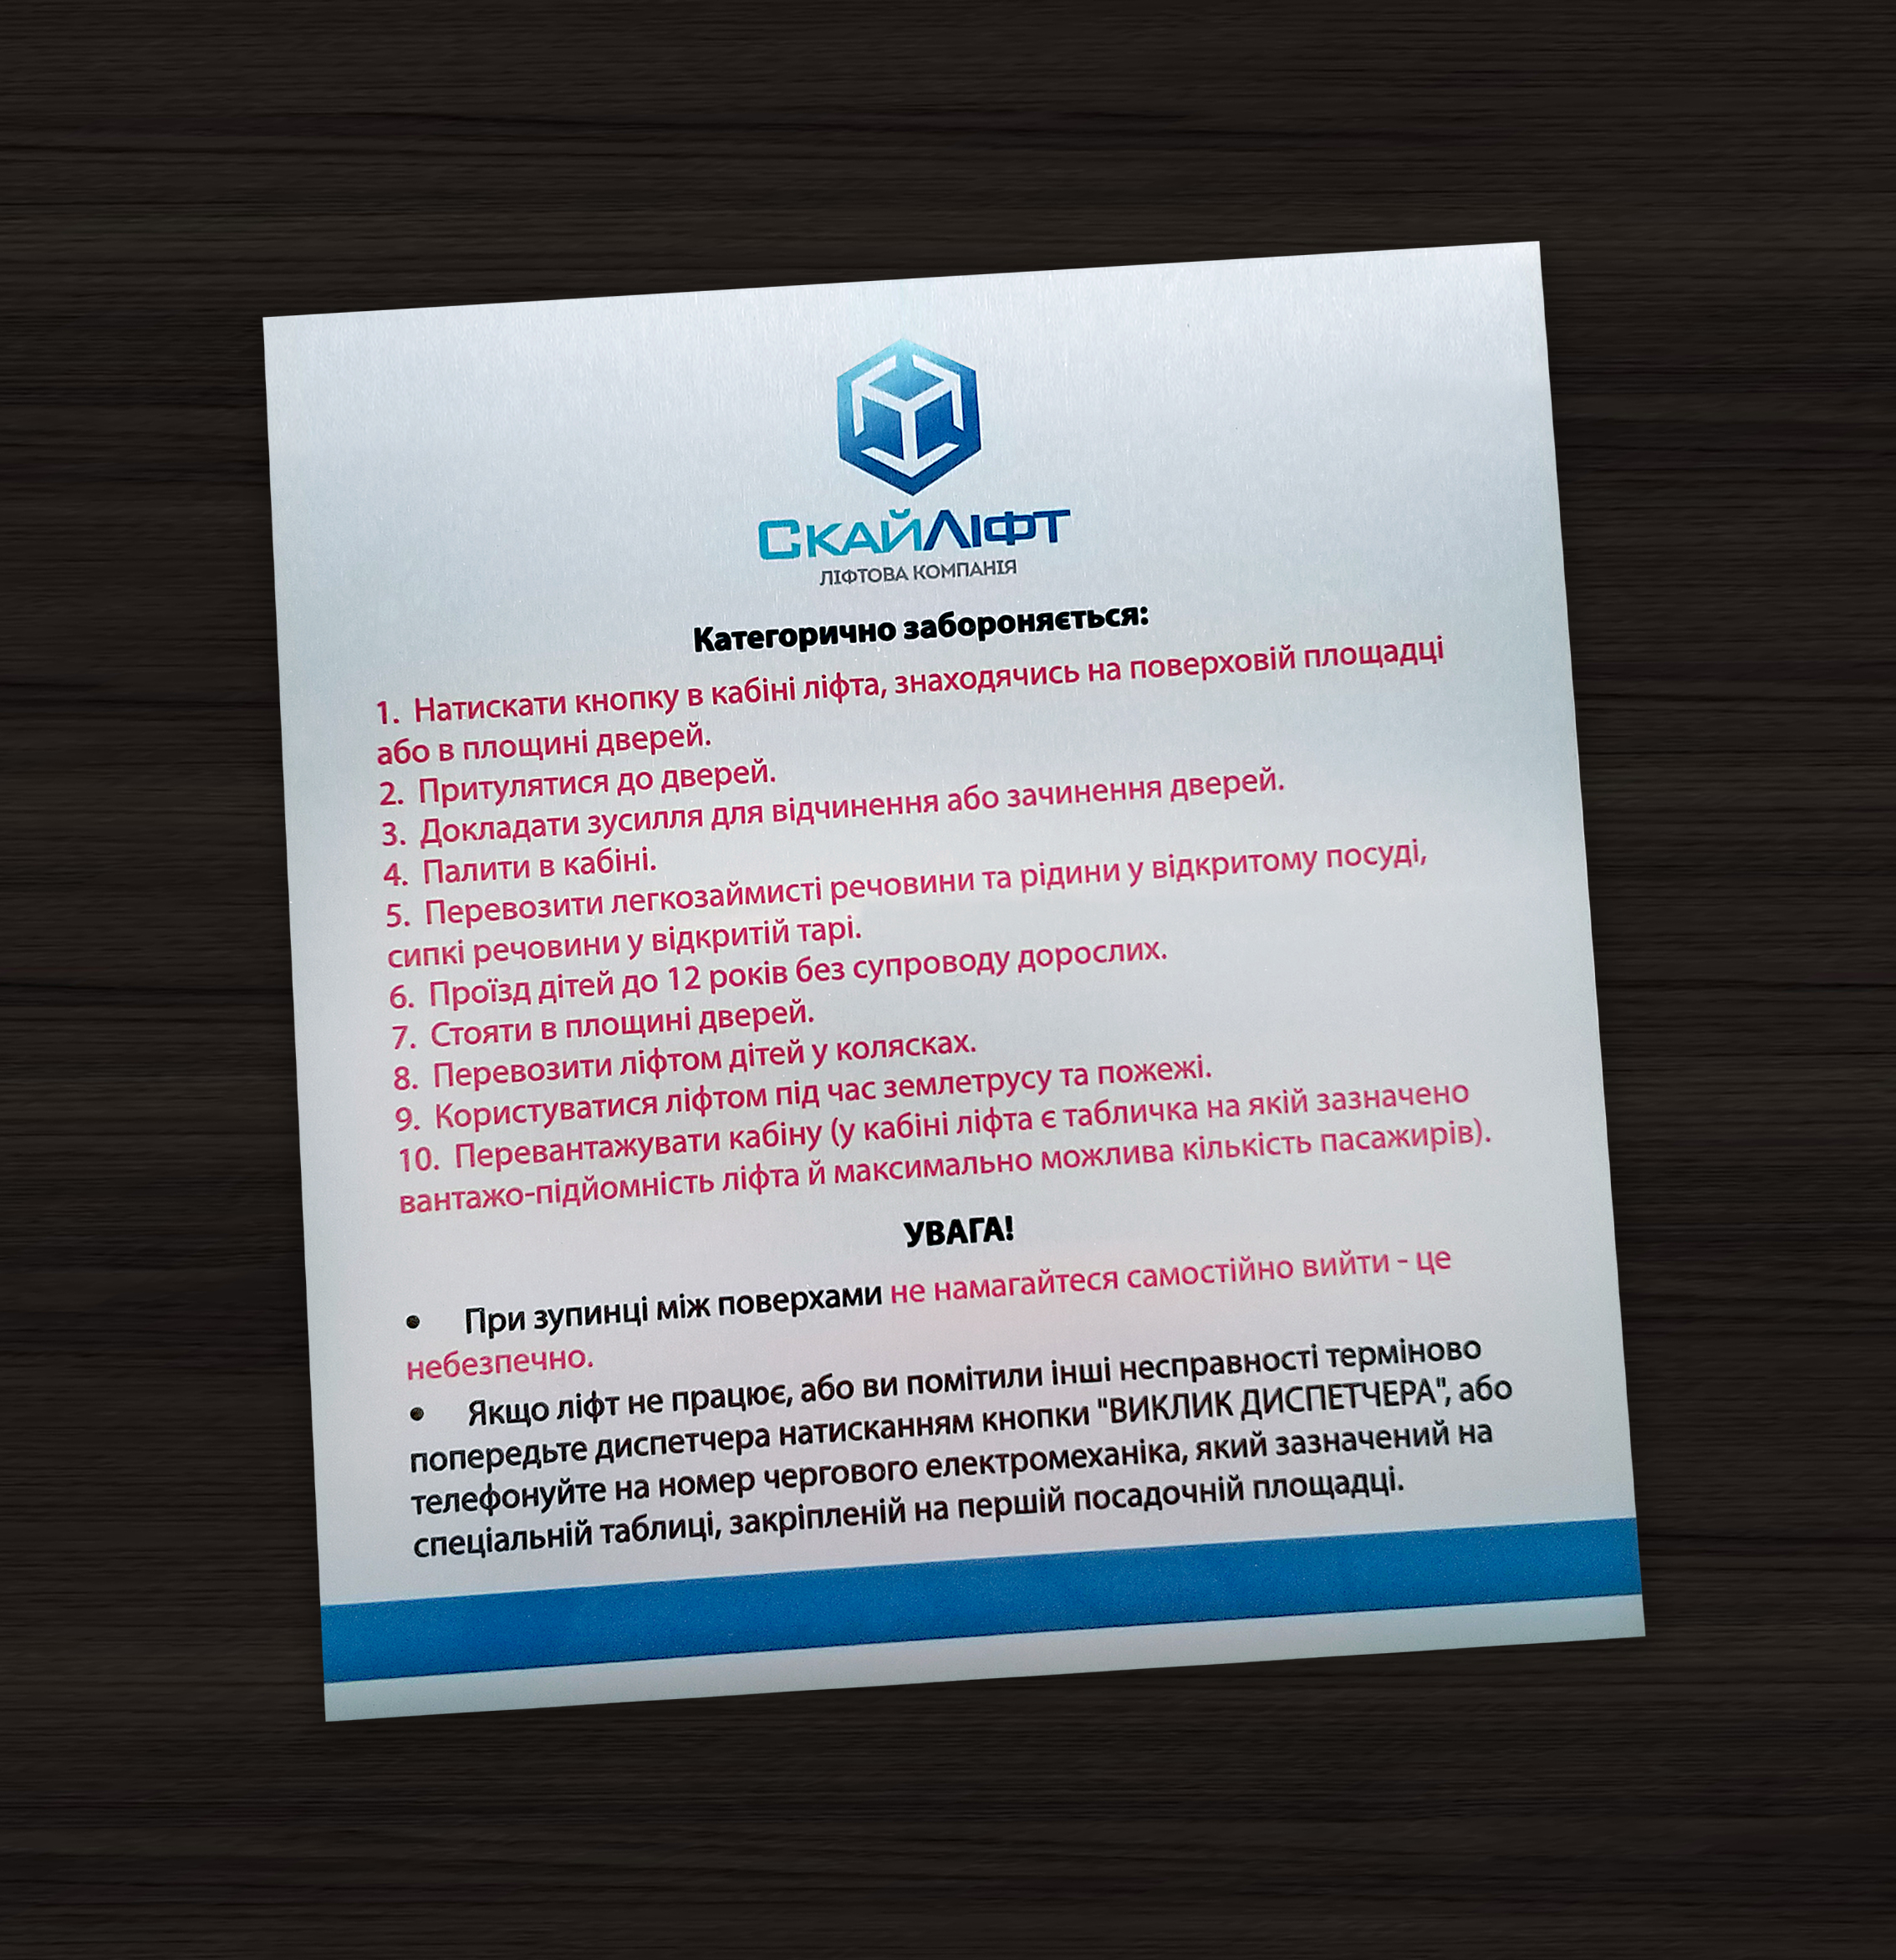 СкайЛіфт
ЛІФТОВА КОМПАНІЯ
Категорично забороняється:
1. Натискати кнопку в кабіні ліфта, знаходячись на поверховій площадці
або в площині дверей.
2. Притулятися до дверей.
3. Докладати зусилля для відчинення або зачинення дверей.
4. Палити в кабіні.
5. Перевозити легкозаймисті речовини та рідини у відкритому посуді,
сипкі речовини у відкритій тарі.
6. Проїзд дітей до 12 років без супроводу дорослих.
7. Стояти в площині дверей.
8. Перевозити ліфтом дітей у колясках.
9. Користуватися ліфтом під час землетрусу та пожежі.
10. Перевантажувати кабіну (у кабіні ліфта є табличка на якій зазначено
вантажо-підйомність ліфта й максимально можлива кількість пасажирів).
УВАГА!
• При зупинці між поверхами не намагайтеся самостійно вийти - це
небезпечно.
• Якщо ліфт не працює, або ви помітили інші несправності терміново
попередьте диспетчера натисканням кнопки "ВИКЛИК ДИСПЕТЧЕРА", або
телефонуйте на номер чергового електромеханіка, який зазначений на
спеціальній таблиці, закріпленій на першій посадочній площадці.